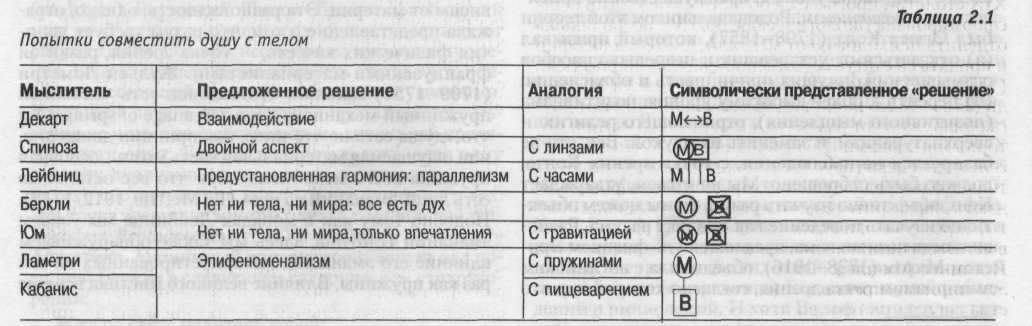 Таблица 2.1
Попытки совместить душу с телом
Мыслитель Предложенное решение Аналогия Символически представленное «решение»
Декарт Взаимодействие M↔B
Спиноза Двойной аспект С линзами M B
Лейбниц Предустановленная гармония: параллелизм С часами M B
Беркли Нет ни тела, ни мира: все есть дух M
Юм Нет ни тела, ни мира,только впечатления С гравитацией
Ламетри Эпифеноменализм С пружинами M
Кабанис С пищеварением B